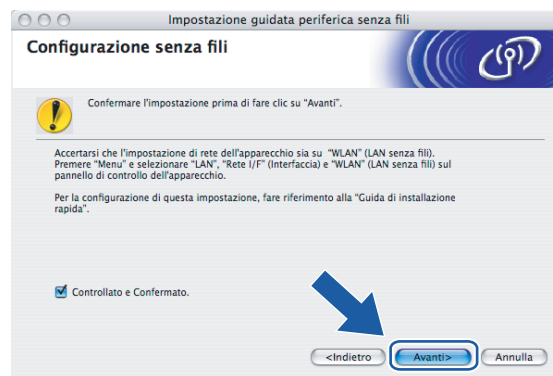 Impostazione guidata periferica senza fili
Configurazione senza fili
Confermare l'impostazione prima di fare clic su "Avanti".
Accertarsi che l'impostazione di rete dell'apparecchio sia su "WLAN" (LAN senza fili).
Premere "Menu" e selezionare "LAN", "Rete I/F" (Interfaccia) e "WLAN" (LAN senza fili) sul
pannello di controllo dell'apparecchio.
Per la configurazione di questa impostazione, fare riferimento alla "Guida di installazione
rapida".
Controllato e Confermato.
<Indietro
Avanti>
Annulla